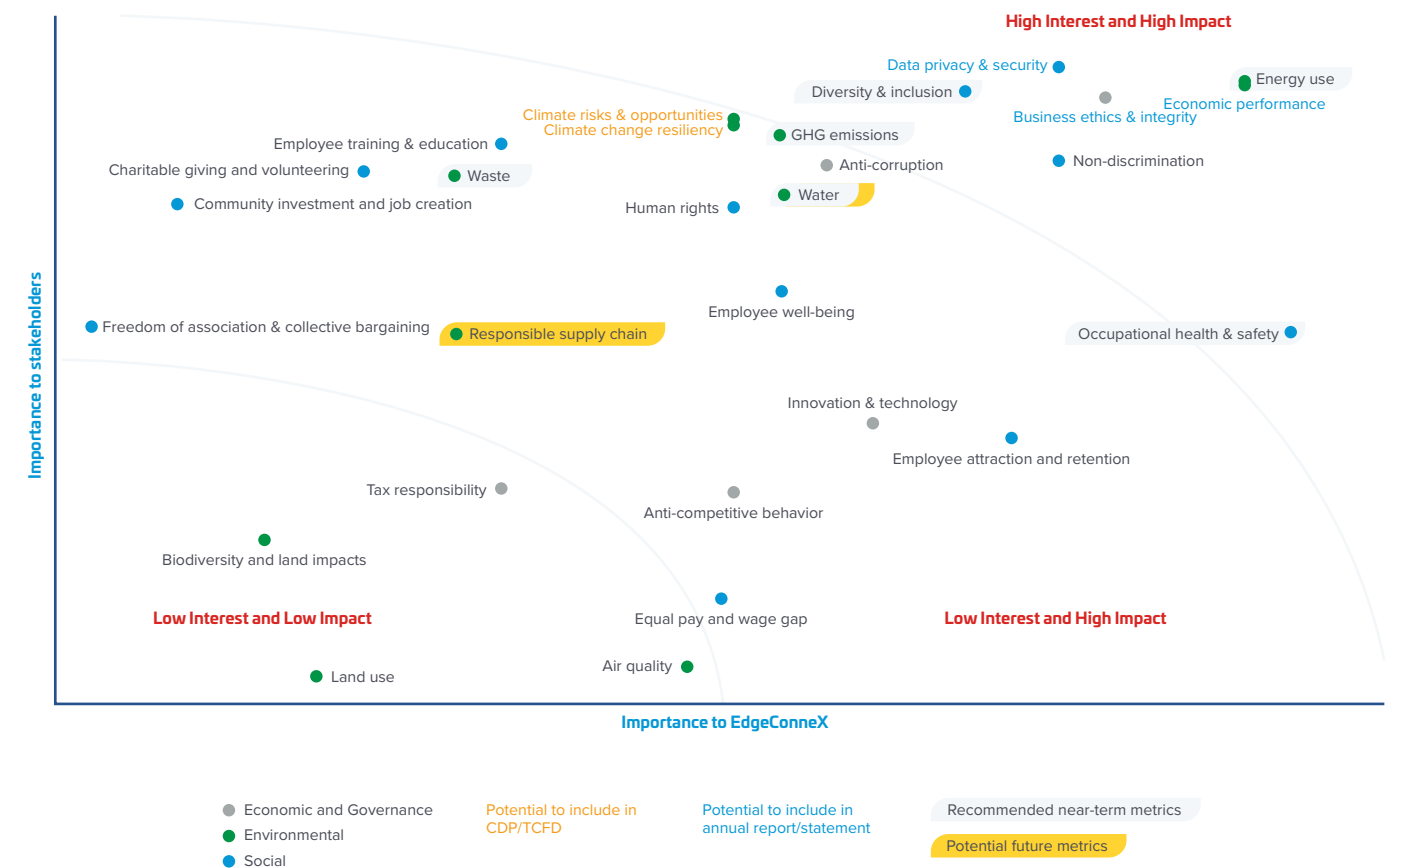 High Interest and High Impact
Data privacy & security
Energy use
Diversity & inclusion
Economic performance
Business ethics & integrity
Climate risks & opportunities
Climate change resiliency
GHG emissions
Employee training & education
Anti-corruption
Non-discrimination
Charitable giving and volunteering
Waste
Water
Community investment and job creation
Human rights
Importance to stakeholders
Employee well-being
Freedom of association & collective bargaining
Responsible supply chain
Occupational health & safety
Innovation & technology
Employee attraction and retention
Tax responsibility
Anti-competitive behavior
Biodiversity and land impacts
Low Interest and Low Impact
Equal pay and wage gap
Low Interest and High Impact
Air quality
Land use
Importance to EdgeConneX
Economic and Governance
Environmental
Social
Potential to include in
CDP/TCFD
Potential to include in
annual report/statement
Recommended near-term metrics
Potential future metrics